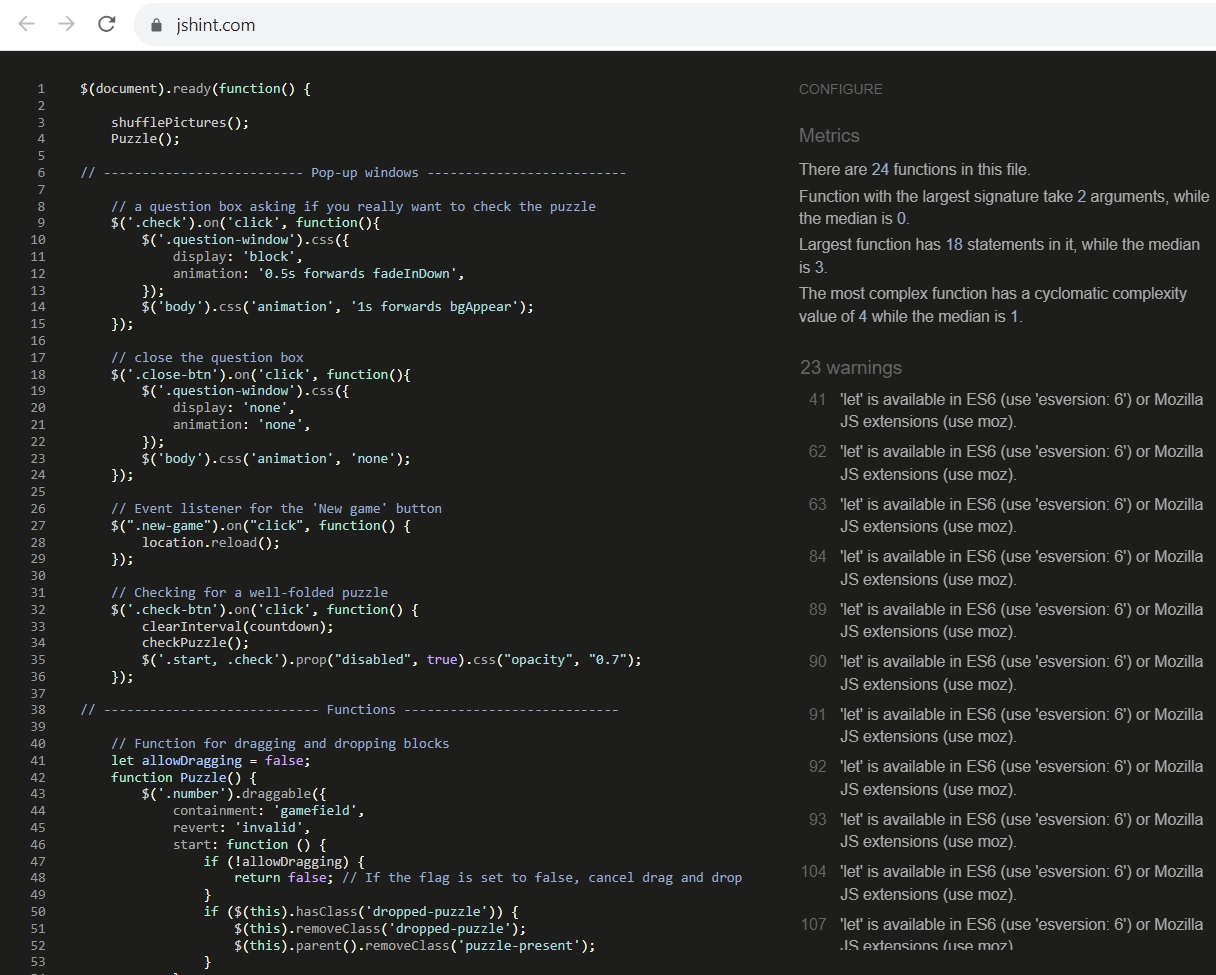 jshint.com
1 $(document).ready(function() {
2
3 shufflePictures();
4 Puzzle();
5
6 // -------------------------- Pop-up windows --------------------------
7
8 // a question box asking if you really want to check the puzzle
9 $('.check').on('click', function(){
10 $('.question-window').css({
11 display: 'block',
12 animation: '0.5s forwards fadeInDown',
13 });
14 $('body').css('animation', '1s forwards bgAppear');
15 });
16
17 // close the question box
18 $('.close-btn').on('click', function(){
19 $('.question-window').css({
20 display: 'none',
21 animation: 'none',
22 });
23 $('body').css('animation', 'none');
24 });
25
26 // Event listener for the 'New game' button
27 $(".new-game").on("click", function() {
28 location.reload();
29 });
30
31 // Checking for a well-folded puzzle
32 $('.check-btn').on('click', function() {
33 clearInterval(countdown);
34 checkPuzzle();
35 $('.start, .check').prop("disabled", true).css("opacity", "0.7");
36 });
37
38 // ---------------------------- Functions ----------------------------
39
40 // Function for dragging and dropping blocks
41 let allowDragging = false;
42 function Puzzle() {
43 $('.number').draggable({
44 containment: 'gamefield',
45 revert: 'invalid',
46 start: function () {
47 if (!allowDragging) {
48 return false; // If the flag is set to false, cancel drag and drop
49 }
50 if ($(this).hasClass('dropped-puzzle')) {
51 $(this).removeClass('dropped-puzzle');
52 $(this).parent().removeClass('puzzle-present');
53 }
CONFIGURE
Metrics
There are 24 functions in this file.
Function with the largest signature take 2 arguments, while
the median is 0.
Largest function has 18 statements in it, while the median
is 3.
The most complex function has a cyclomatic complexity
value of 4 while the median is 1.
23 warnings
41 'let' is available in ES6 (use 'esversion: 6') or Mozilla
JS extensions (use moz).
62 'let' is available in ES6 (use 'esversion: 6') or Mozilla
JS extensions (use moz).
63 'let' is available in ES6 (use 'esversion: 6') or Mozilla
JS extensions (use moz).
84 'let' is available in ES6 (use 'esversion: 6') or Mozilla
JS extensions (use moz).
89 'let' is available in ES6 (use 'esversion: 6') or Mozilla
JS extensions (use moz).
90 'let' is available in ES6 (use 'esversion: 6') or Mozilla
JS extensions (use moz).
91 'let' is available in ES6 (use 'esversion: 6') or Mozilla
JS extensions (use moz).
92 'let' is available in ES6 (use 'esversion: 6') or Mozilla
JS extensions (use moz).
93 'let' is available in ES6 (use 'esversion: 6') or Mozilla
JS extensions (use moz).
104 'let' is available in ES6 (use 'esversion: 6') or Mozilla
JS extensions (use moz).
107 'let' is available in ES6 (use 'esversion: 6') or Mozilla
JS extensions (use moz)